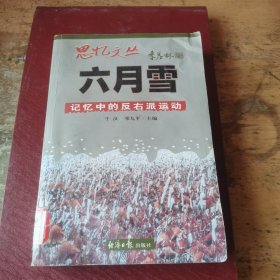 思忆文丛
六月雪
记忆中的反右派运动
牛汉 邓九平·主编
经济日报出版社